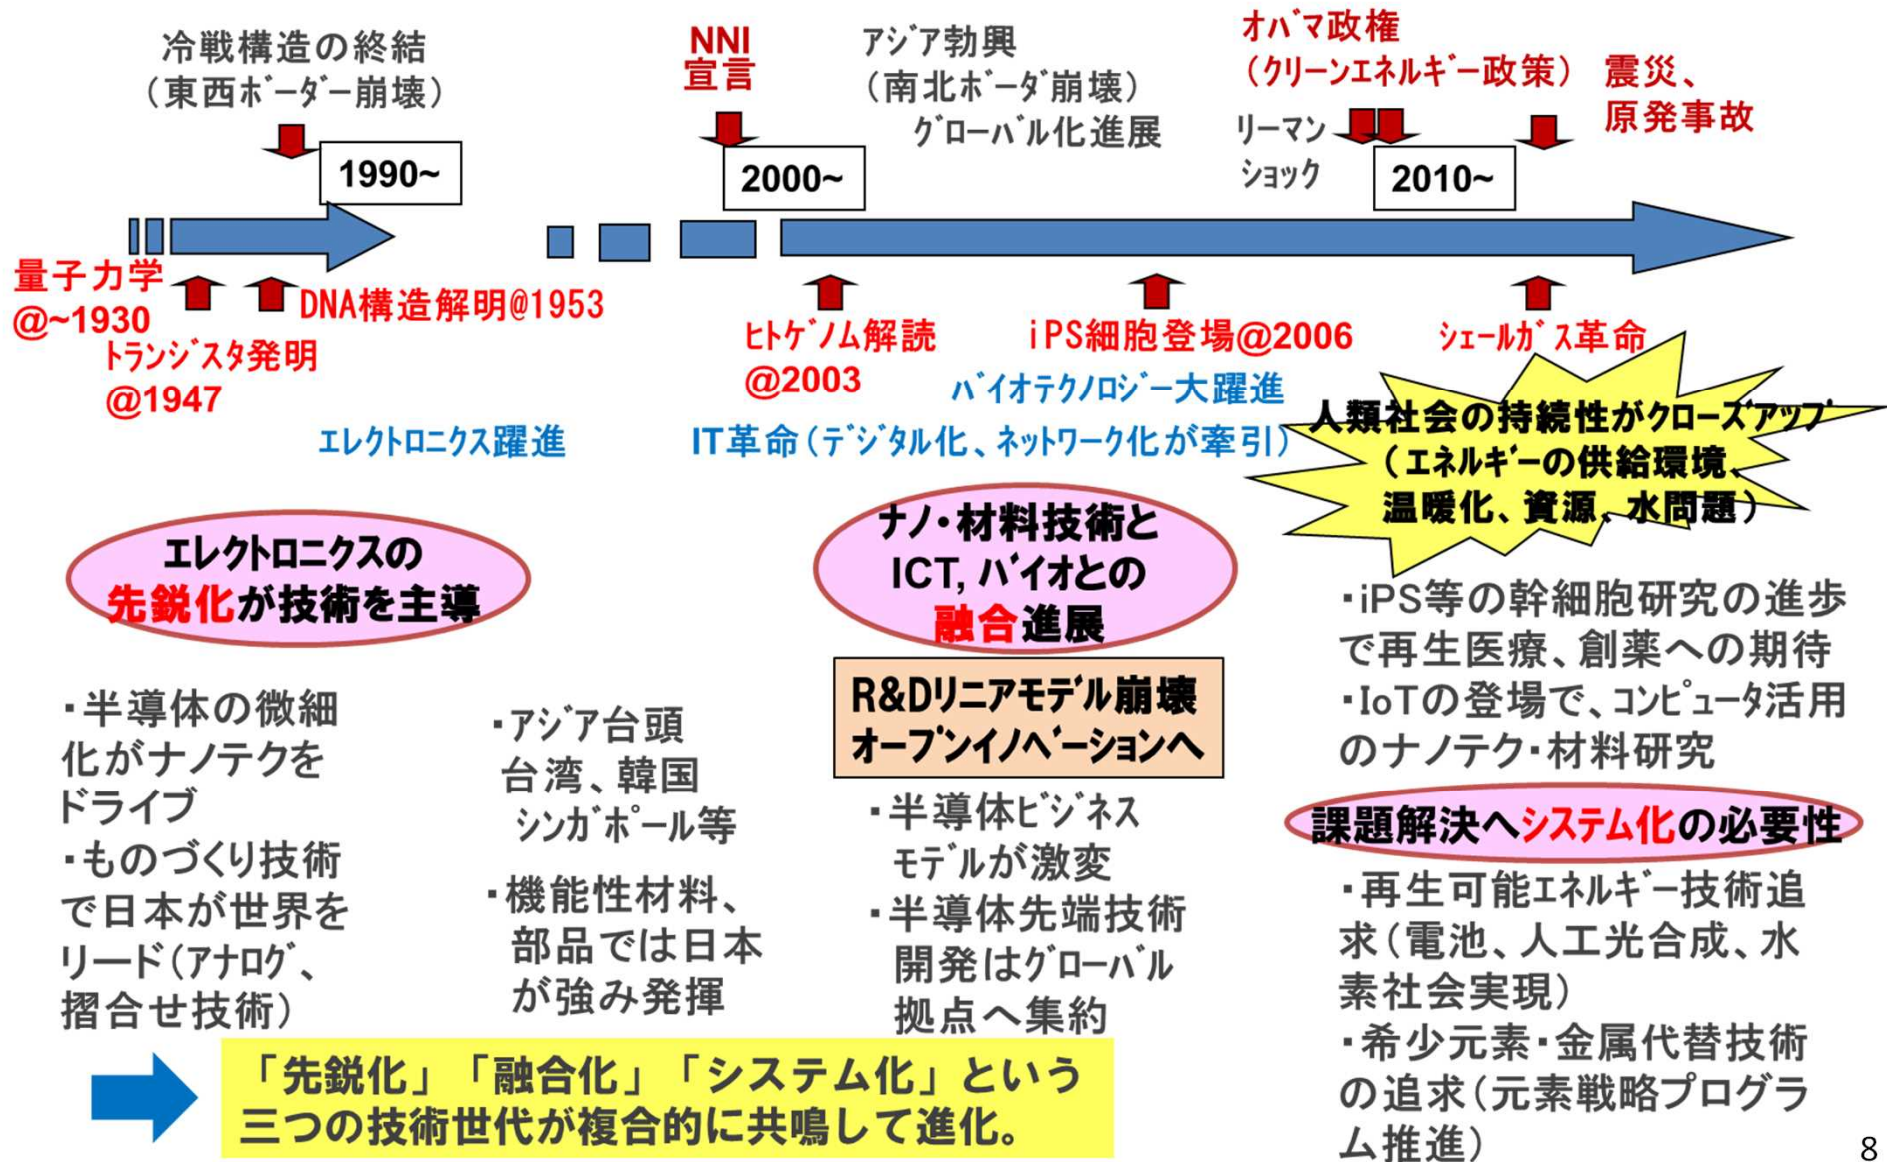 冷戦構造の終結
（東西ﾎﾞｰﾀﾞｰ崩壊）
NNI
宣言
ｱｼﾞｱ勃興
（南北ﾎﾞｰﾀﾞ崩壊）
ｸﾞﾛｰﾊﾞﾙ化進展
ｵﾊﾞﾏ政権
（ｸﾘｰﾝｴﾈﾙｷﾞｰ政策）
ﾘｰﾏﾝ
ｼｮｯｸ
震災、
原発事故
1990~
2000~
2010~
量子力学
@~1930
ﾄﾗﾝｼﾞｽﾀ発明
@1947
DNA構造解明@1953
ﾋﾄｹﾞﾉﾑ解読
@2003
iPS細胞登場@2006
ｼｪｰﾙｶﾞｽ革命
ﾊﾞｲｵﾃｸﾉﾛｼﾞｰ大躍進
ｴﾚｸﾄﾛﾆｸｽ躍進
IT革命（ﾃﾞｼﾞﾀﾙ化、ﾈｯﾄﾜｰｸ化が牽引）
人類社会の持続性がｸﾛｰｽﾞｱｯﾌﾟ
（ｴﾈﾙｷﾞｰの供給環境、
温暖化、資源、水問題）
ｴﾚｸﾄﾛﾆｸｽの
先鋭化が技術を主導
・半導体の微細
化がナノテクを
ドライブ
・ものづくり技術
で日本が世界を
リード（ｱﾅﾛｸﾞ、
摺合せ技術）
・ｱｼﾞｱ台頭
台湾、韓国
ｼﾝｶﾞﾎﾟｰﾙ等
・機能性材料、
部品では日本
が強み発揮
ナノ・材料技術と
ICT, ﾊﾞｲｵとの
融合進展
R&Dﾘﾆｱﾓﾃﾞﾙ崩壊
ｵｰﾌﾟﾝｲﾉﾍﾞｰｼｮﾝへ
・半導体ﾋﾞｼﾞﾈｽ
ﾓﾃﾞﾙが激変
・半導体先端技術
開発はｸﾞﾛｰﾊﾞﾙ
拠点へ集約
・iPS等の幹細胞研究の進歩
で再生医療、創薬への期待
・IoTの登場で、ｺﾝﾋﾟｭｰﾀ活用
のナノテク・材料研究
課題解決へｼｽﾃﾑ化の必要性
・再生可能ｴﾈﾙｷﾞｰ技術追
求（電池、人工光合成、水
素社会実現）
・希少元素・金属代替技術
の追求（元素戦略プログラ
ム推進）
「先鋭化」「融合化」「システム化」という
三つの技術世代が複合的に共鳴して進化。
8